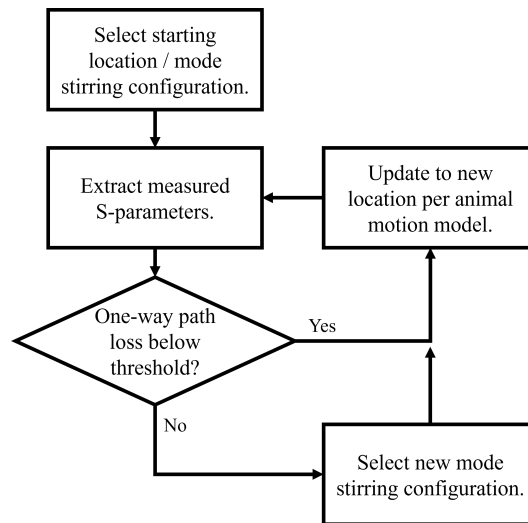 Select starting
location / mode
stirring configuration.
Extract measured
S-parameters.
Update to new
location per animal
motion model.
One-way path
loss below
threshold?
Yes
No
Select new mode
stirring configuration.